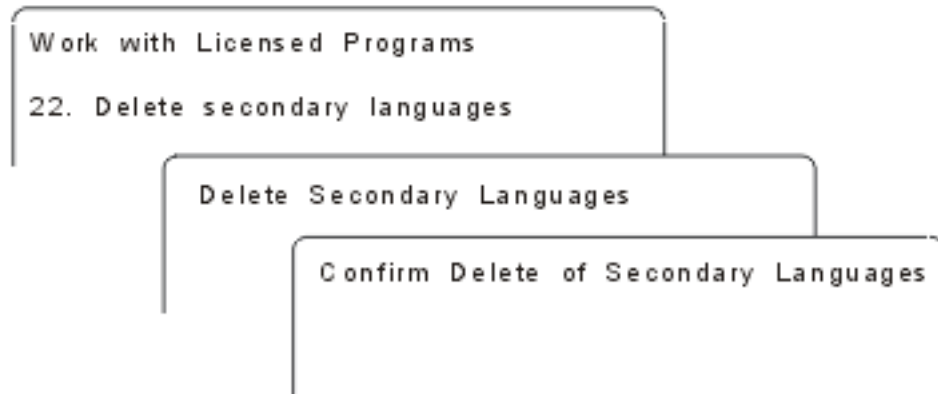 Work with Licensed Programs
22. Delete secondary languages
Delete Secondary Languages
Confirm Delete of Secondary Languages